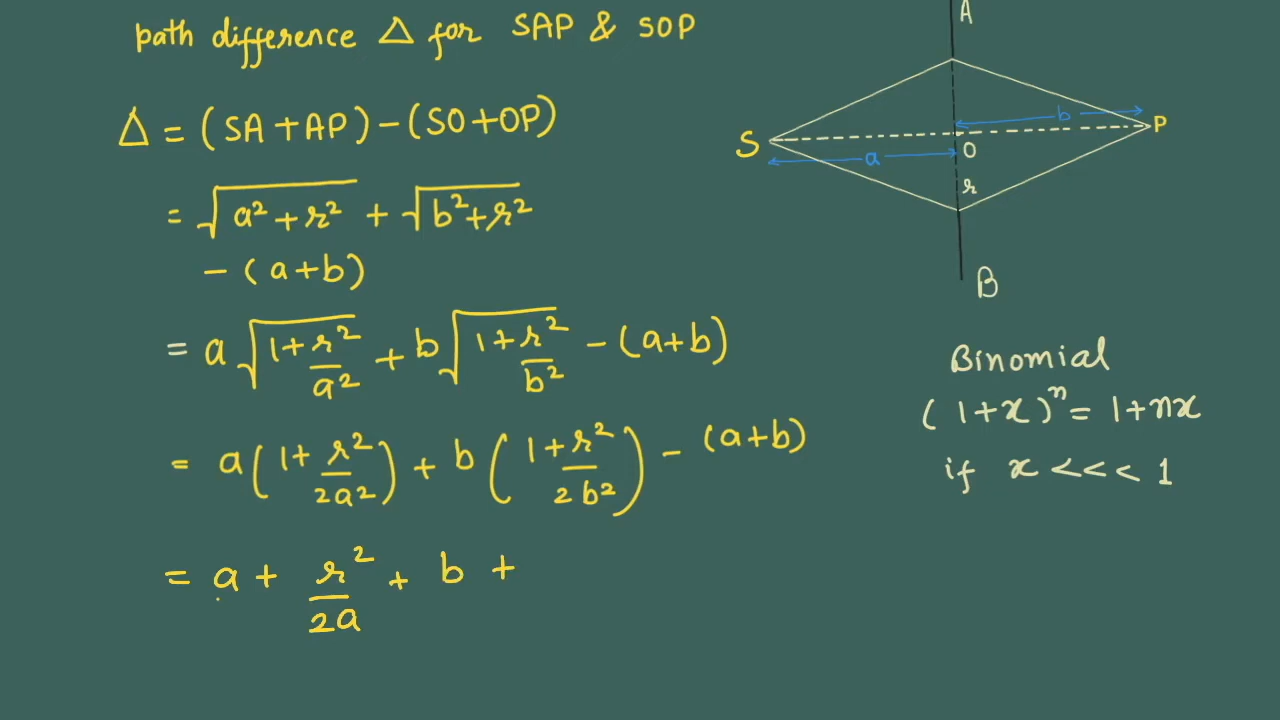 path difference Δ for SAP & SOP
Δ = (SA + AP) - (SO + OP)
= √(a² + r²) + √(b² + r²)
- (a + b)
= a √(1 + r²/a²) + b √(1 + r²/b²) - (a + b)
= a (1 + r²/2a²) + b (1 + r²/2b²) - (a + b)
= a + r²/2a + b +
A
S
a
b
P
O
r
B
Binomial
(1 + x)ⁿ = 1 + nx
if x <<< 1